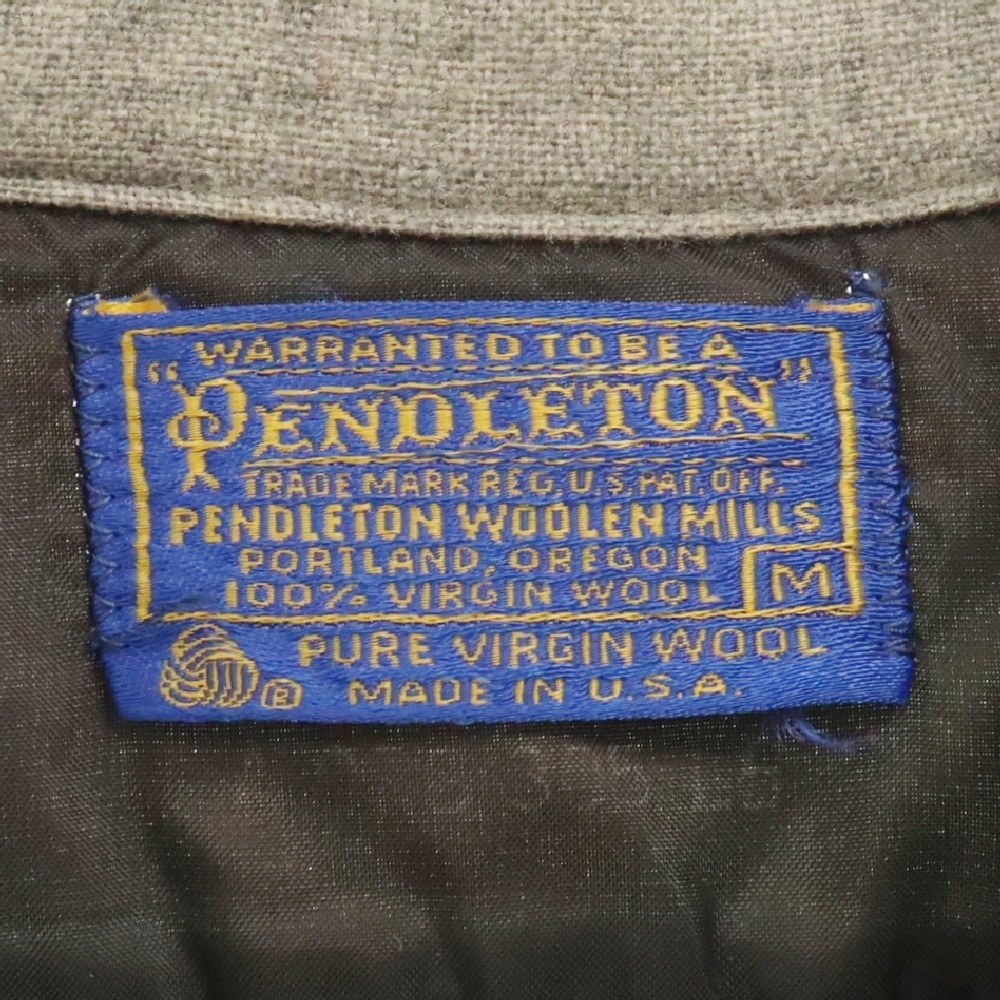 WARRANTED TO BE A
"PENDLETON"
TRADE MARK REG. U.S. PAT. OFF.
PENDLETON WOOLEN MILLS
PORTLAND, OREGON
100% VIRGIN WOOL
M
PURE VIRGIN WOOL
® MADE IN U.S.A.